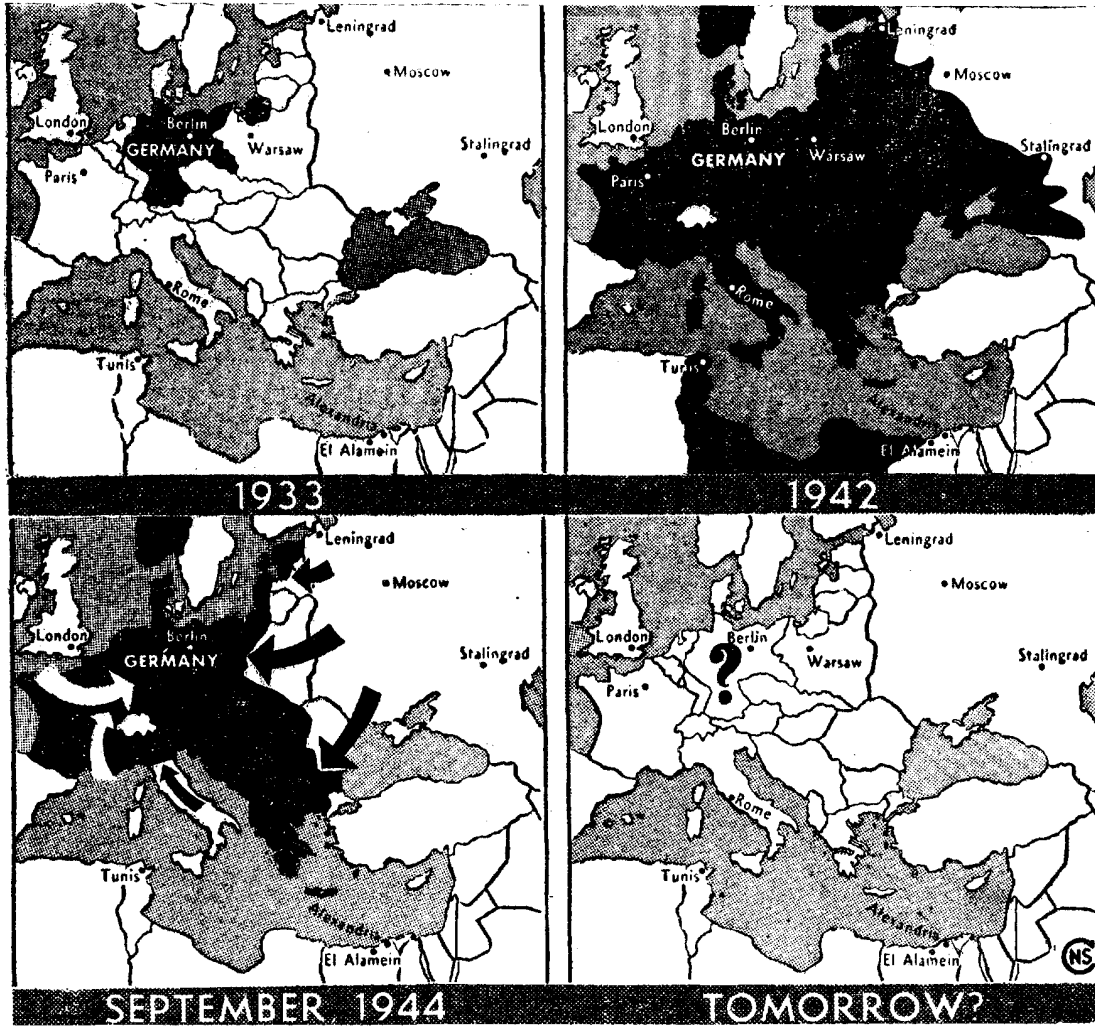 Leningrad
Moscow
London
Berlin
GERMANY
Warsaw
Stalingrad
Paris
Rome
Tunis
Alexandria
El Alamein
1933
Leningrad
Moscow
London
Berlin
GERMANY
Warsaw
Stalingrad
Paris
Rome
Tunis
Alexandria
El Alamein
1942
Leningrad
Moscow
London
Berlin
GERMANY
Stalingrad
Rome
Tunis
Alexandria
El Alamein
SEPTEMBER, 1944
Leningrad
Moscow
London
Berlin
?
Warsaw
Stalingrad
Paris
Rome
Tunis
Alexandria
El Alamein
CNS
TOMORROW?